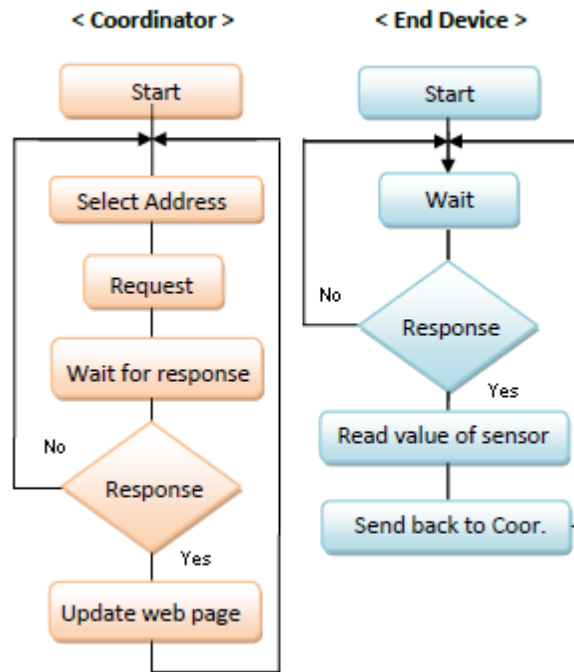 < Coordinator >
Start
Select Address
Request
Wait for response
No
Response
Yes
Update web page
< End Device >
Start
Wait
No
Response
Yes
Read value of sensor
Send back to Coor.